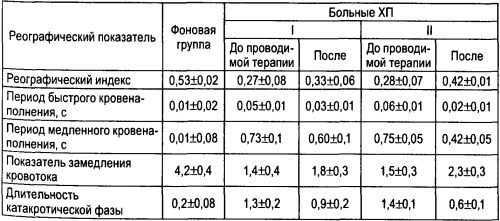 Реографический показатель
Фоновая группа
Больные ХП
I
II
До проводимой терапии
После
До проводимой терапии
После
Реографический индекс 0,53±0,02 0,27±0,08 0,33±0,06 0,28±0,07 0,42±0,01
Период быстрого кровена-
полнения, с 0,01±0,02 0,05±0,01 0,03±0,01 0,06±0,01 0,02±0,01
Период медленного кровена-
полнения, с 0,01±0,08 0,73±0,1 0,60±0,1 0,75±0,05 0,42±0,05
Показатель замедления
кровотока 4,2±0,4 1,4±0,4 1,8±0,3 1,5±0,3 2,3±0,3
Длительность
катакротической фазы 0,2±0,08 1,3±0,2 0,9±0,2 1,4±0,1 0,6±0,1